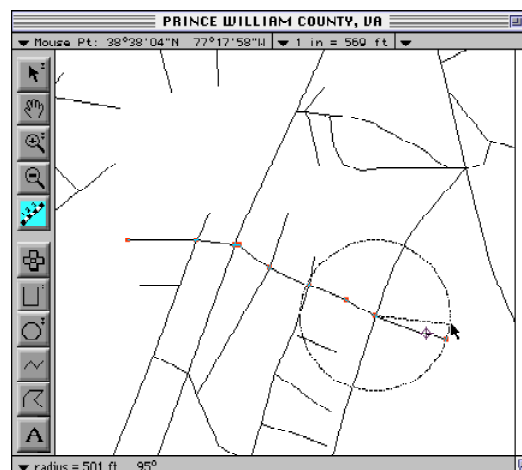 PRINCE WILLIAM COUNTY, VA
Mouse Pt: 38°38'04"N 77°17'58"W 1 in = 560 ft
A
radius = 501 ft 95°